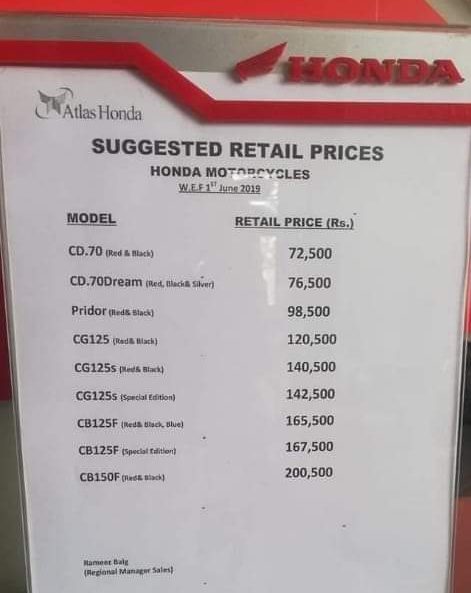 HONDA
Atlas Honda
SUGGESTED RETAIL PRICES
HONDA MOTORCYCLES
W.E.F 1ST June 2019
MODEL RETAIL PRICE (Rs.)
CD.70 (Red & Black) 72,500
CD.70Dream (Red, Black& Silver) 76,500
Pridor (Red& Black) 98,500
CG125 (Red& Black) 120,500
CG125s (Red& Black) 140,500
CG125s (Special Edition) 142,500
CB125F (Red& Black, Blue) 165,500
CB125F (Special Edition) 167,500
CB150F (Red& Black) 200,500
Rameez Baig
(Regional Manager Sales)